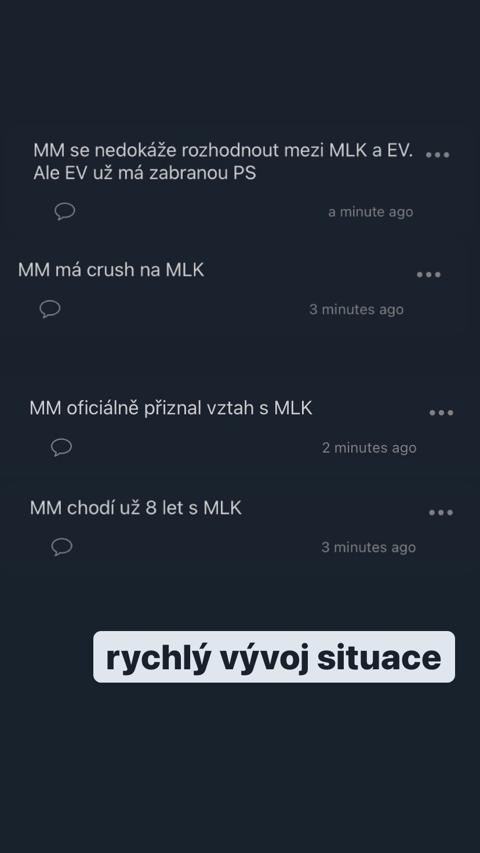 MM se nedokáže rozhodnout mezi MLK a EV.
Ale EV už má zabranou PS
a minute ago
MM má crush na MLK
3 minutes ago
MM oficiálně přiznal vztah s MLK
2 minutes ago
MM chodí už 8 let s MLK
3 minutes ago
rychlý vývoj situace